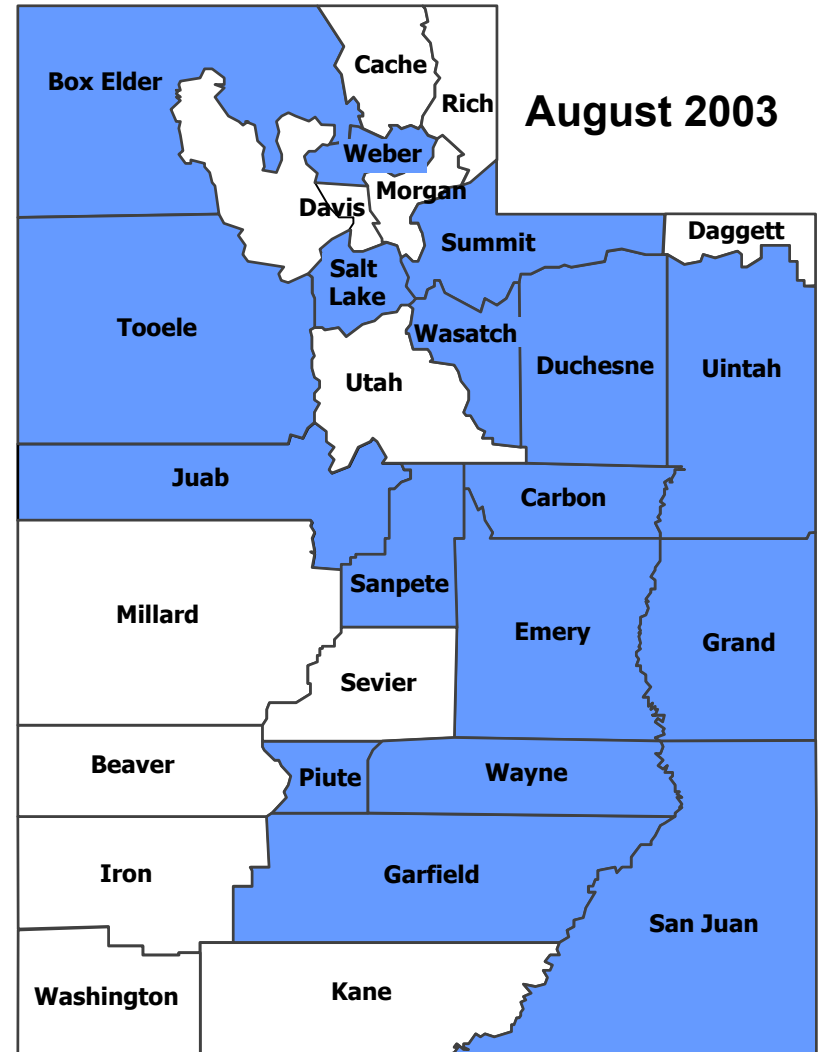 Cache
Box Elder
Rich
August 2003
Weber
Morgan
Davis
Daggett
Summit
Salt
Lake
Tooele
Wasatch
Duchesne
Uintah
Utah
Juab
Carbon
Sanpete
Millard
Emery
Grand
Sevier
Beaver
Piute
Wayne
Iron
Garfield
San Juan
Kane
Washington